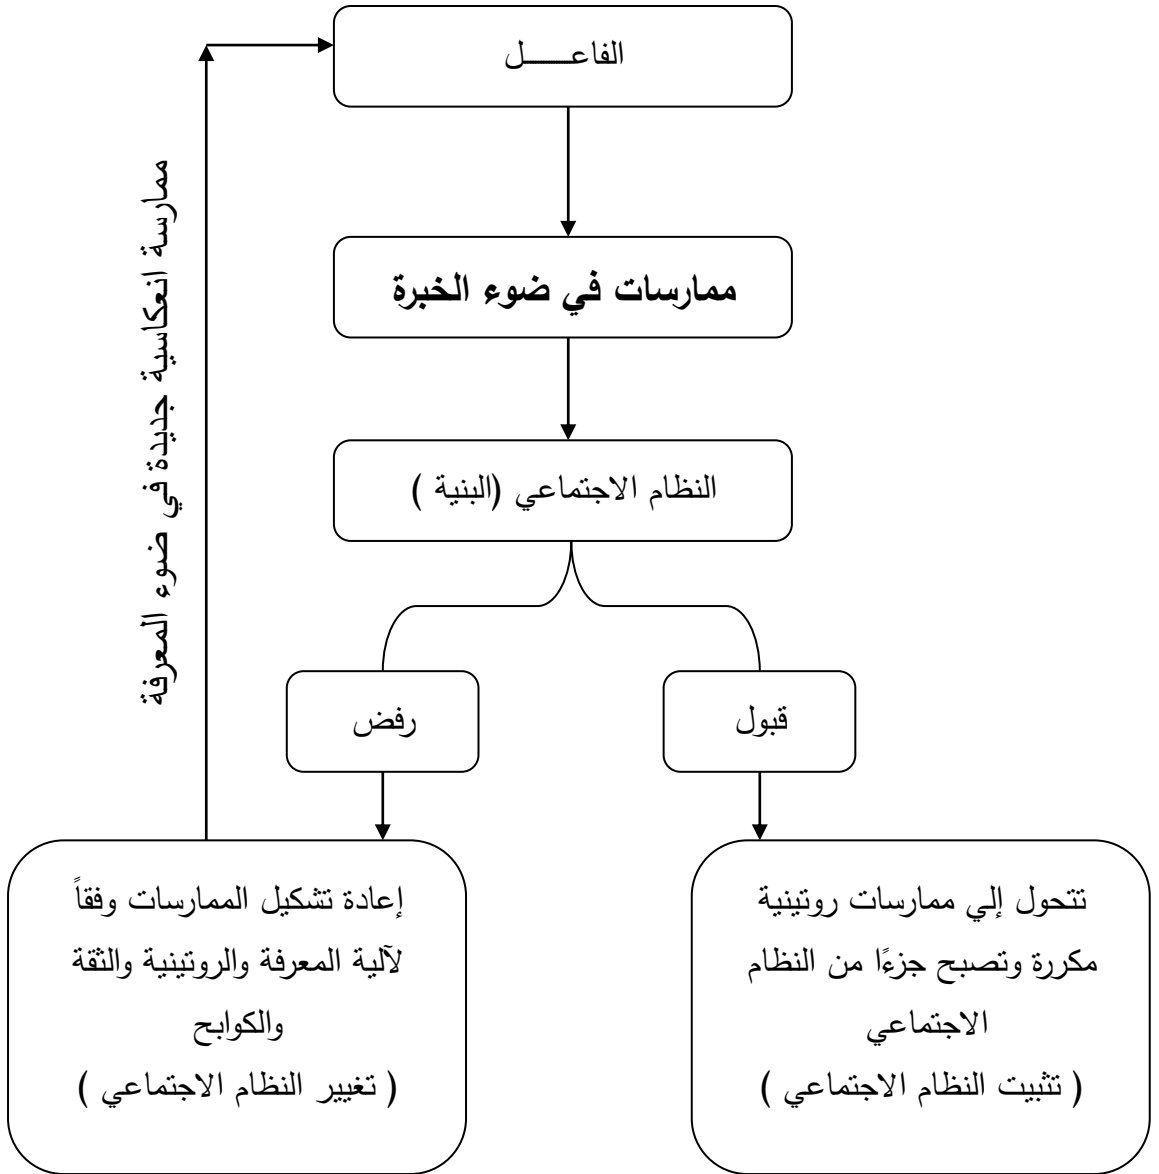 الفاعــــــل
ممارسات في ضوء الخبرة
النظام الاجتماعي (البنية )
قبول
رفض
تتحول إلي ممارسات روتينية
مكررة وتصبح جزءًا من النظام
الاجتماعي
( تثبيت النظام الاجتماعي )
إعادة تشكيل الممارسات وفقاً
لآلية المعرفة والروتينية والثقة
والكوابح
( تغيير النظام الاجتماعي )
ممارسة انعكاسية جديدة في ضوء المعرفة